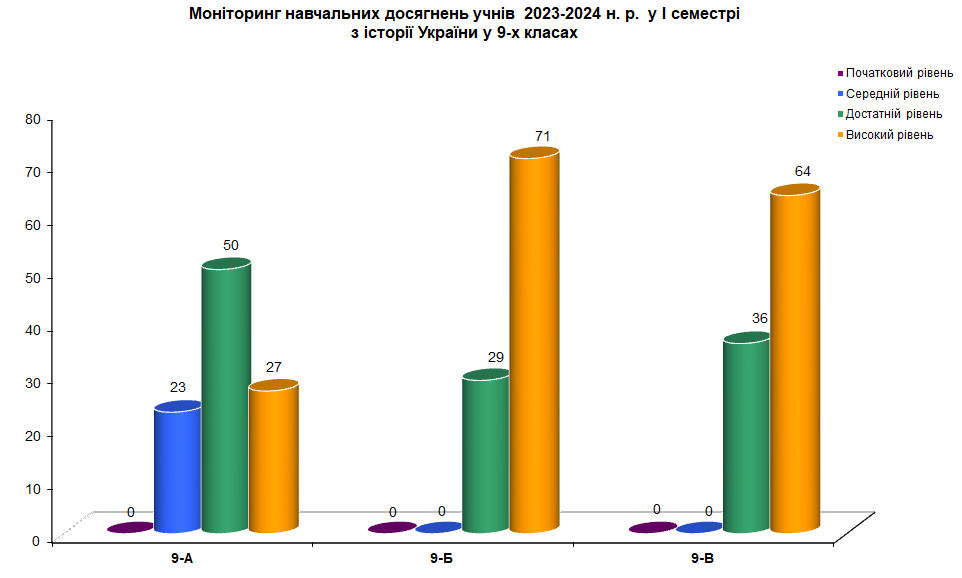 Моніторинг навчальних досягнень учнів 2023-2024 н. р. у І семестрі
з історії України у 9-х класах
Початковий рівень
Середній рівень
Достатній рівень
Високий рівень
80
70
60
50
40
30
20
10
0
0
23
50
27
0
0
29
71
0
0
36
64
9-А
9-Б
9-В